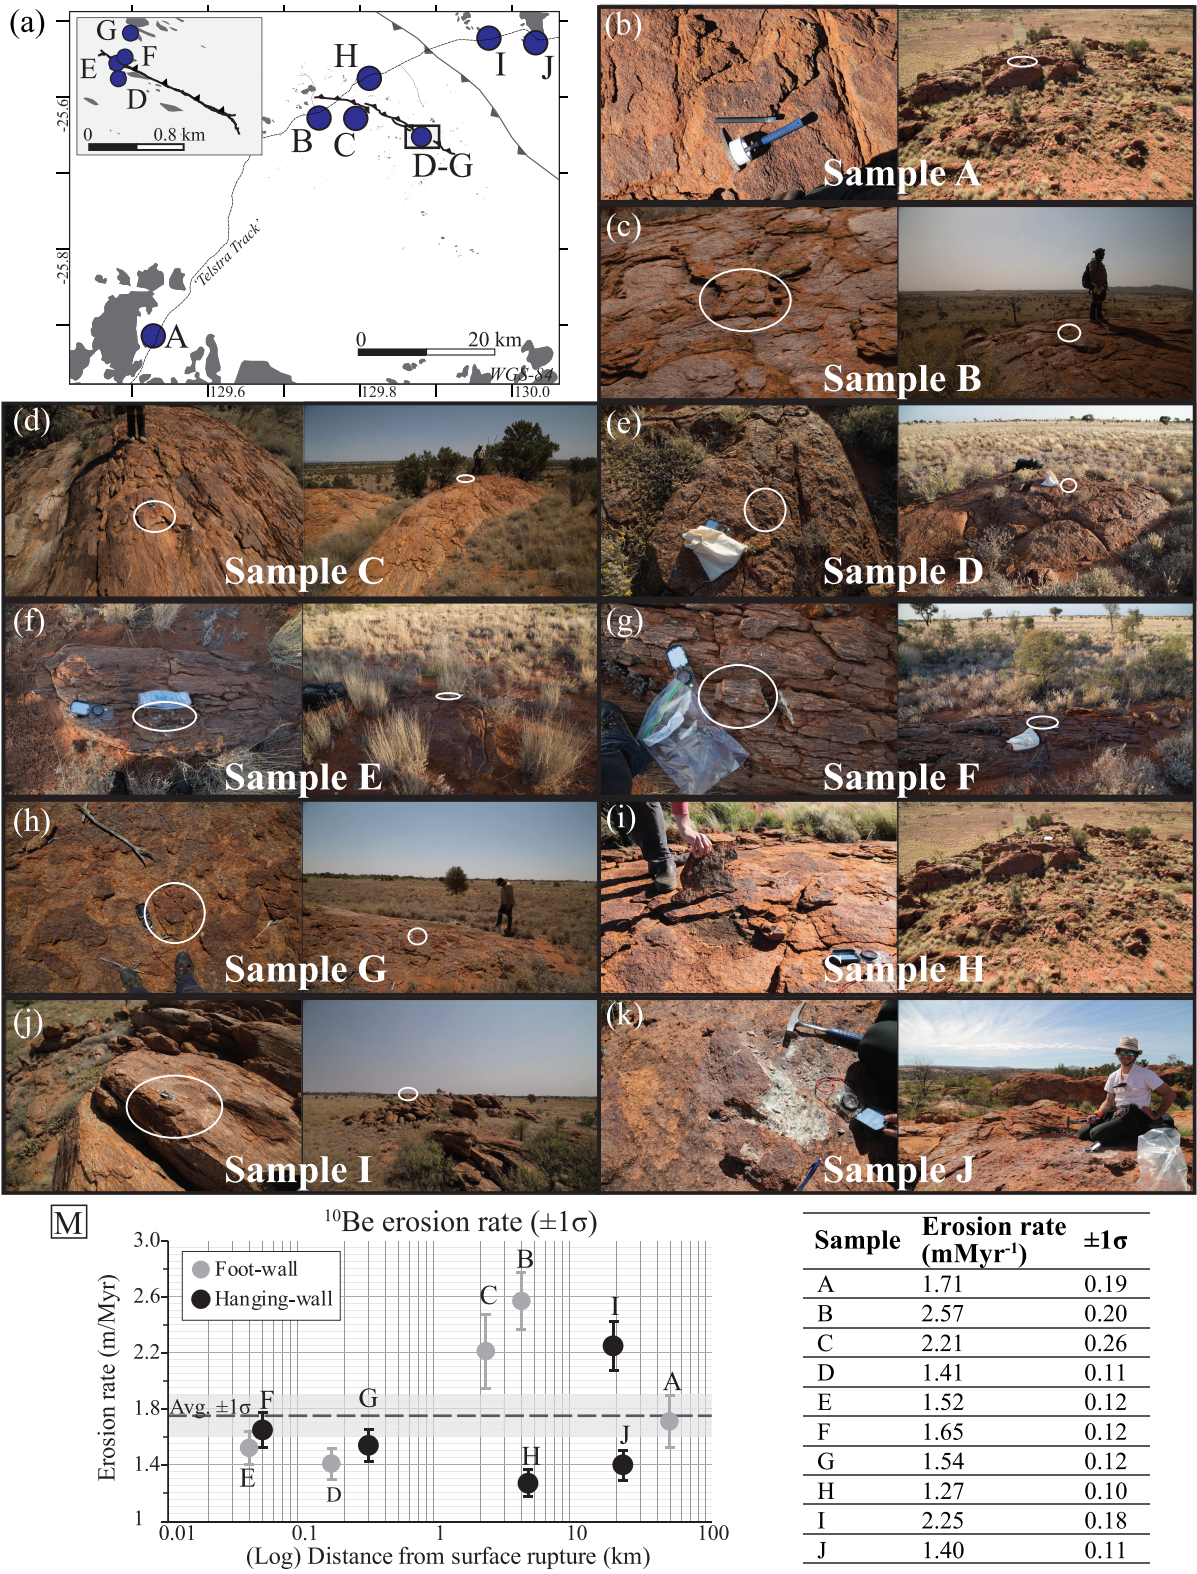 (a)
G
F
E
D
0 0.8 km
H
I
J
B
C
D-G
'Telstra Track'
A
0 20 km
WGS-84
-25.6
-25.8
129.6
129.8
130.0
(b)
Sample A
(c)
Sample B
(d)
Sample C
(e)
Sample D
(f)
Sample E
(g)
Sample F
(h)
Sample G
(i)
Sample H
(j)
Sample I
(k)
Sample J
M
¹⁰Be erosion rate (±1σ)
Foot-wall
Hanging-wall
Erosion rate (m/Myr)
3.0
2.6
2.2
1.8
1.4
1
Avg. ±1σ
B
C
I
A
F
G
E
D
H
J
0.01 0.1 1 10 100
(Log) Distance from surface rupture (km)
Sample Erosion rate (mMyr⁻¹) ±1σ
A 1.71 0.19
B 2.57 0.20
C 2.21 0.26
D 1.41 0.11
E 1.52 0.12
F 1.65 0.12
G 1.54 0.12
H 1.27 0.10
I 2.25 0.18
J 1.40 0.11